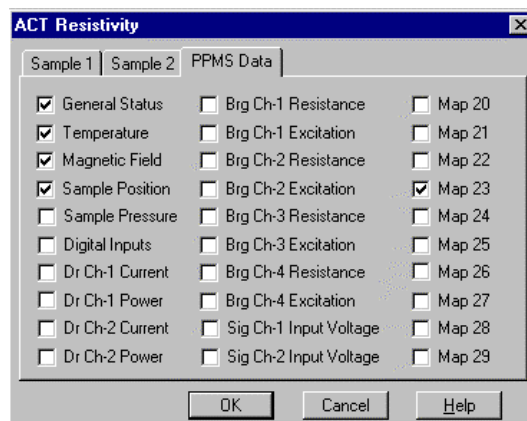 ACT Resistivity
Sample 1 Sample 2 PPMS Data
General Status Brg Ch-1 Resistance Map 20
Temperature Brg Ch-1 Excitation Map 21
Magnetic Field Brg Ch-2 Resistance Map 22
Sample Position Brg Ch-2 Excitation Map 23
Sample Pressure Brg Ch-3 Resistance Map 24
Digital Inputs Brg Ch-3 Excitation Map 25
Dr Ch-1 Current Brg Ch-4 Resistance Map 26
Dr Ch-1 Power Brg Ch-4 Excitation Map 27
Dr Ch-2 Current Sig Ch-1 Input Voltage Map 28
Dr Ch-2 Power Sig Ch-2 Input Voltage Map 29
OK Cancel Help